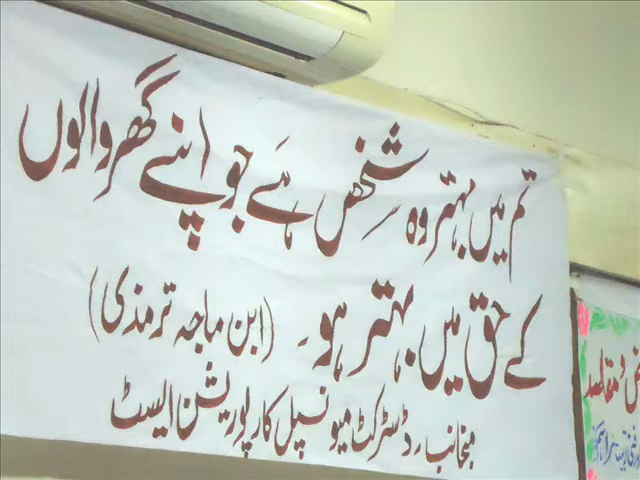 تم میں بہتر وہ شخص ہے جو اپنے گھر والوں
کے حق میں بہتر ہو۔ (ابن ماجہ ترمذی)
بجانب۔ ڈسٹرکٹ میونسپل کارپوریشن ایسٹ
و مقاصد